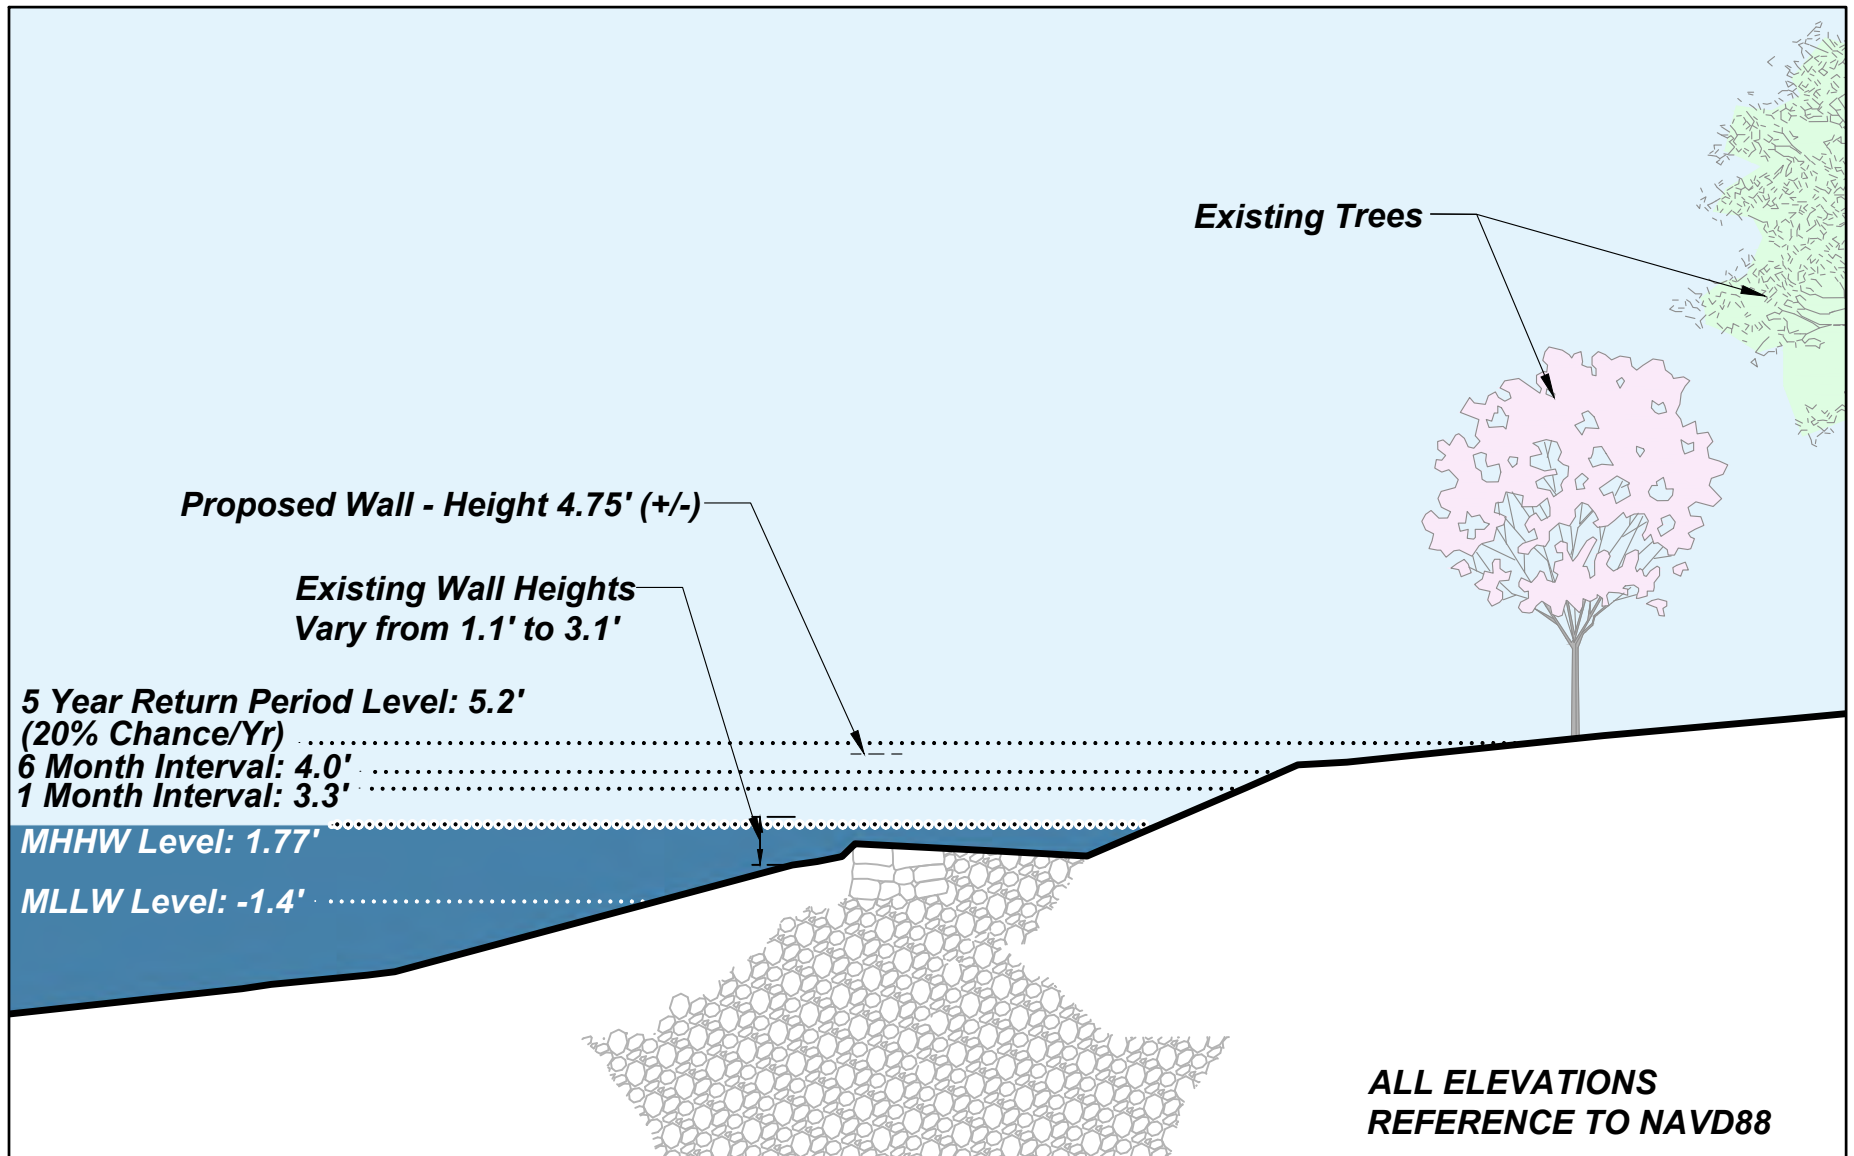 Existing Trees
Proposed Wall - Height 4.75' (+/-)
Existing Wall Heights
Vary from 1.1' to 3.1'
5 Year Return Period Level: 5.2'
(20% Chance/Yr)
6 Month Interval: 4.0'
1 Month Interval: 3.3'
MHHW Level: 1.77'
MLLW Level: -1.4'
ALL ELEVATIONS
REFERENCE TO NAVD88